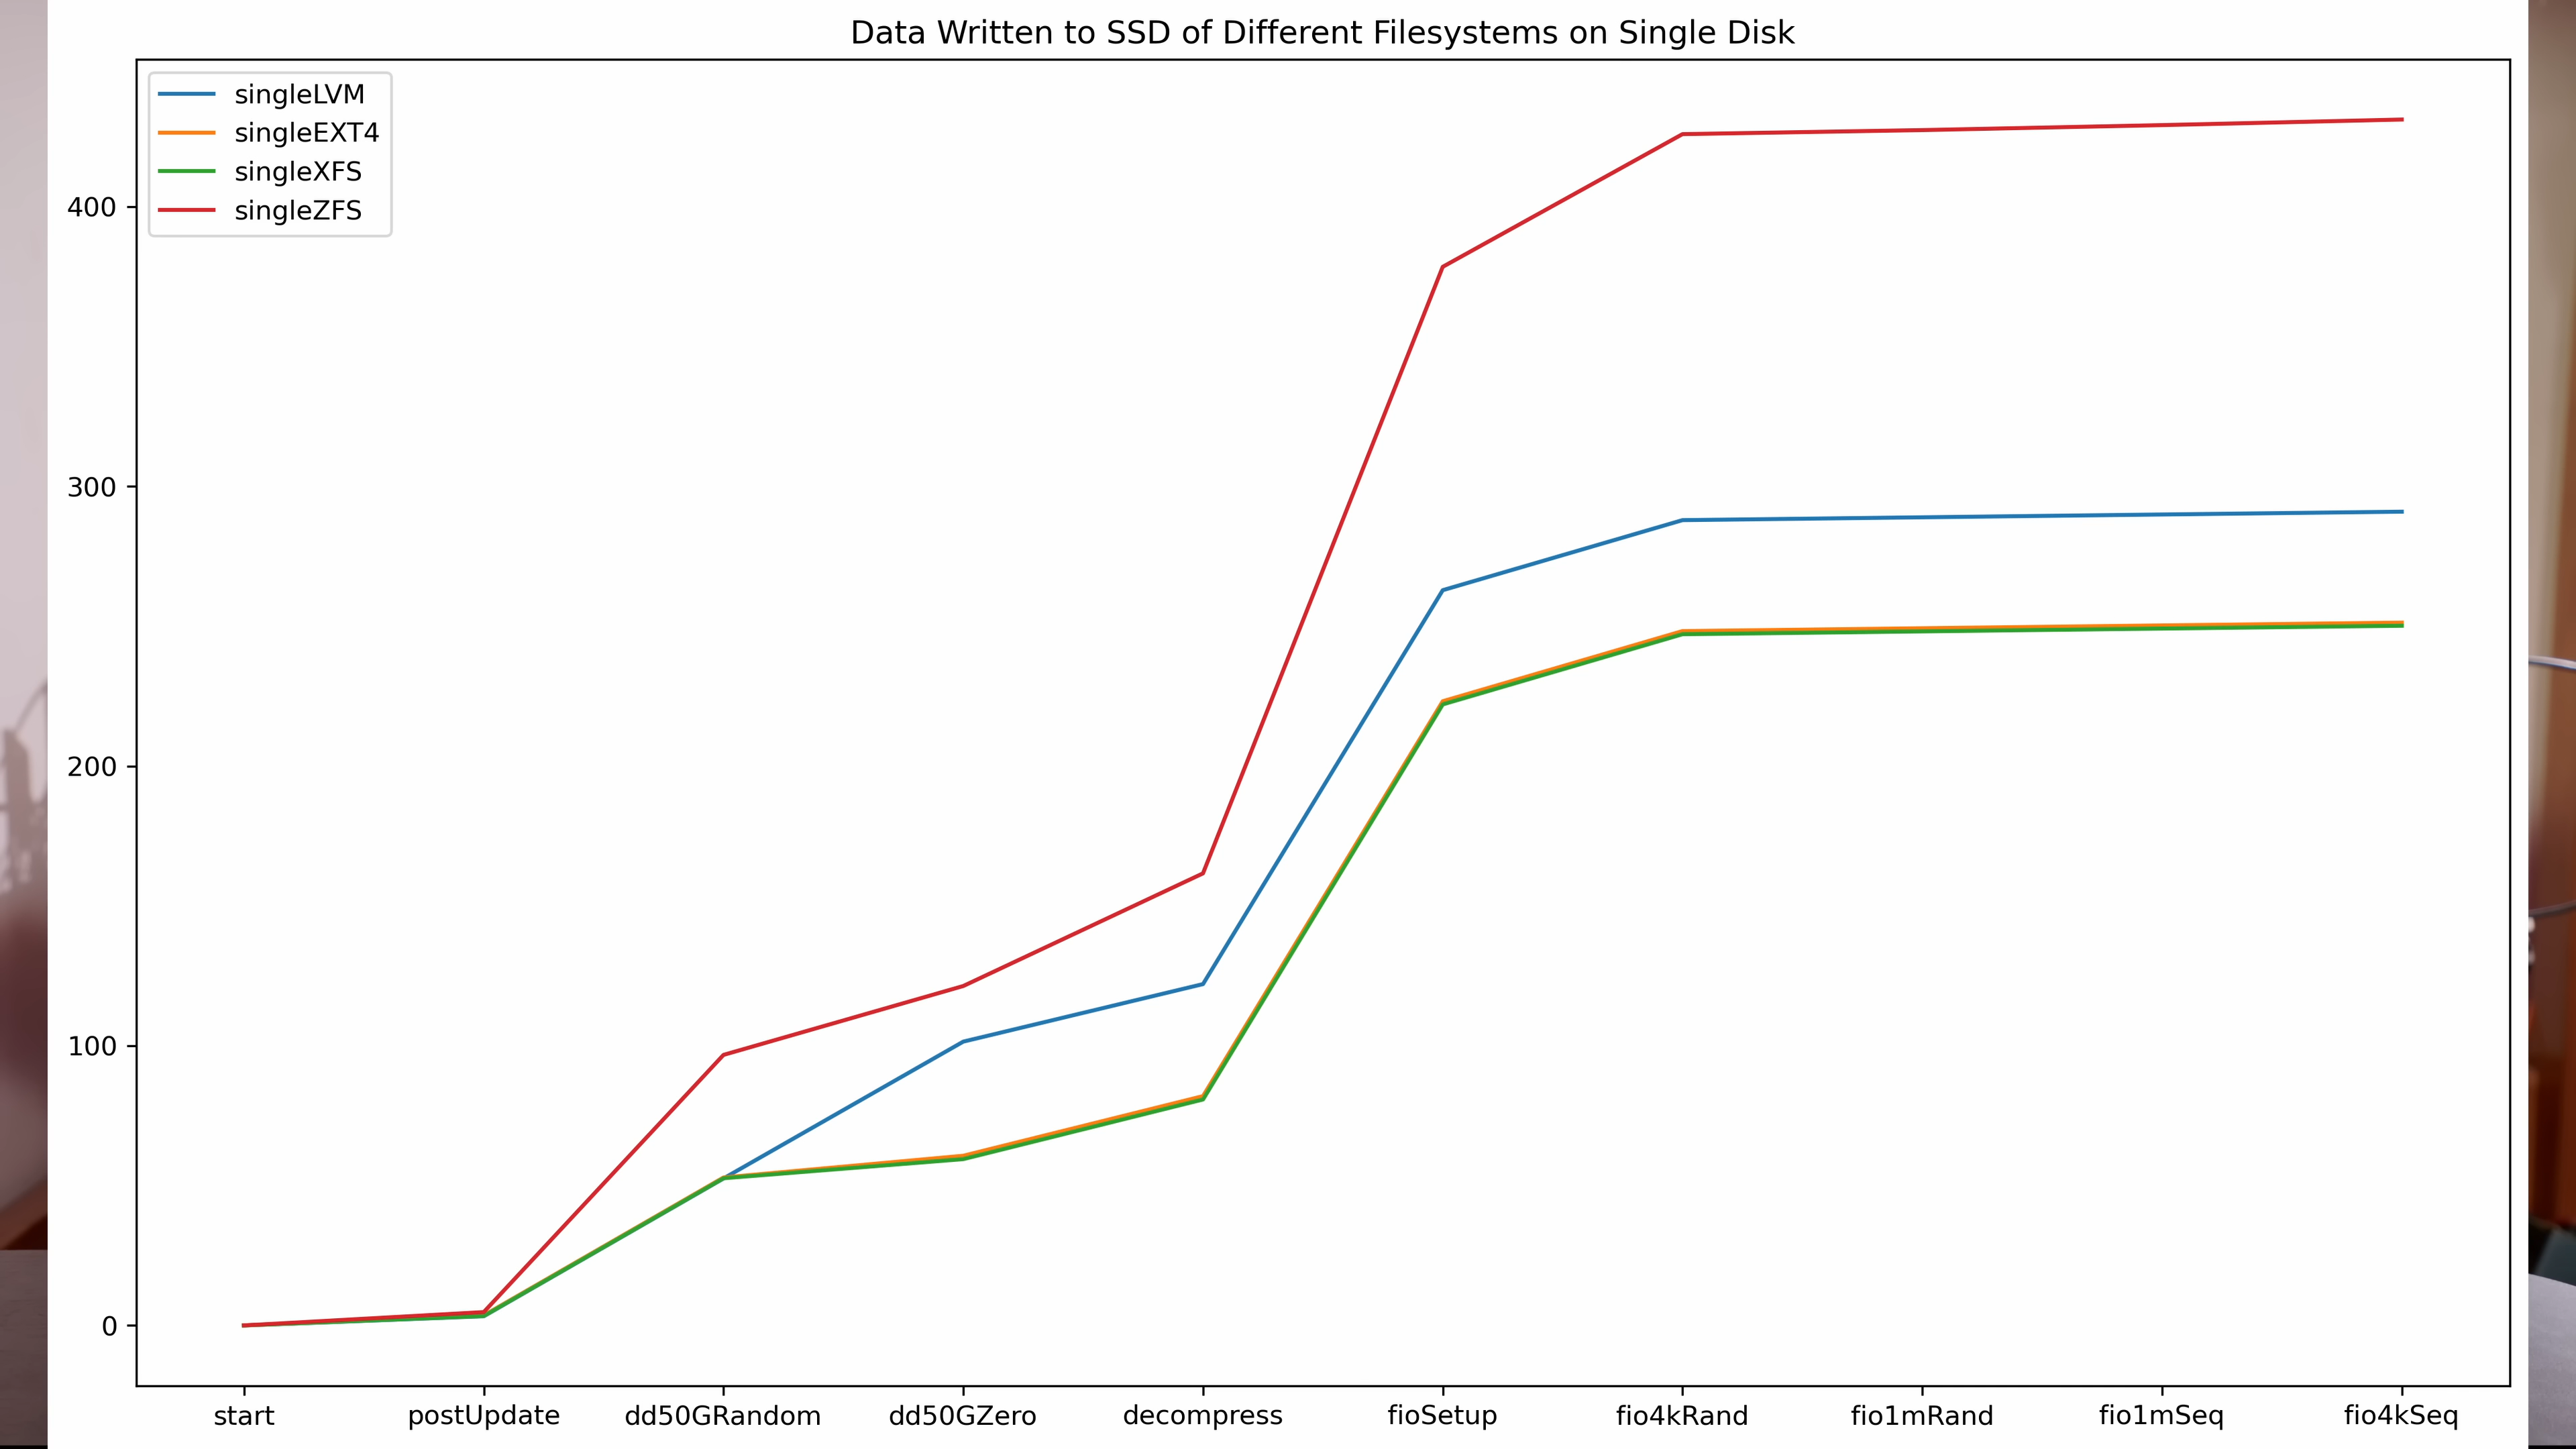 Data Written to SSD of Different Filesystems on Single Disk
singleLVM
singleEXT4
singleXFS
singleZFS
400
300
200
100
0
start postUpdate dd50GRandom dd50GZero decompress fioSetup fio4kRand fio1mRand fio1mSeq fio4kSeq